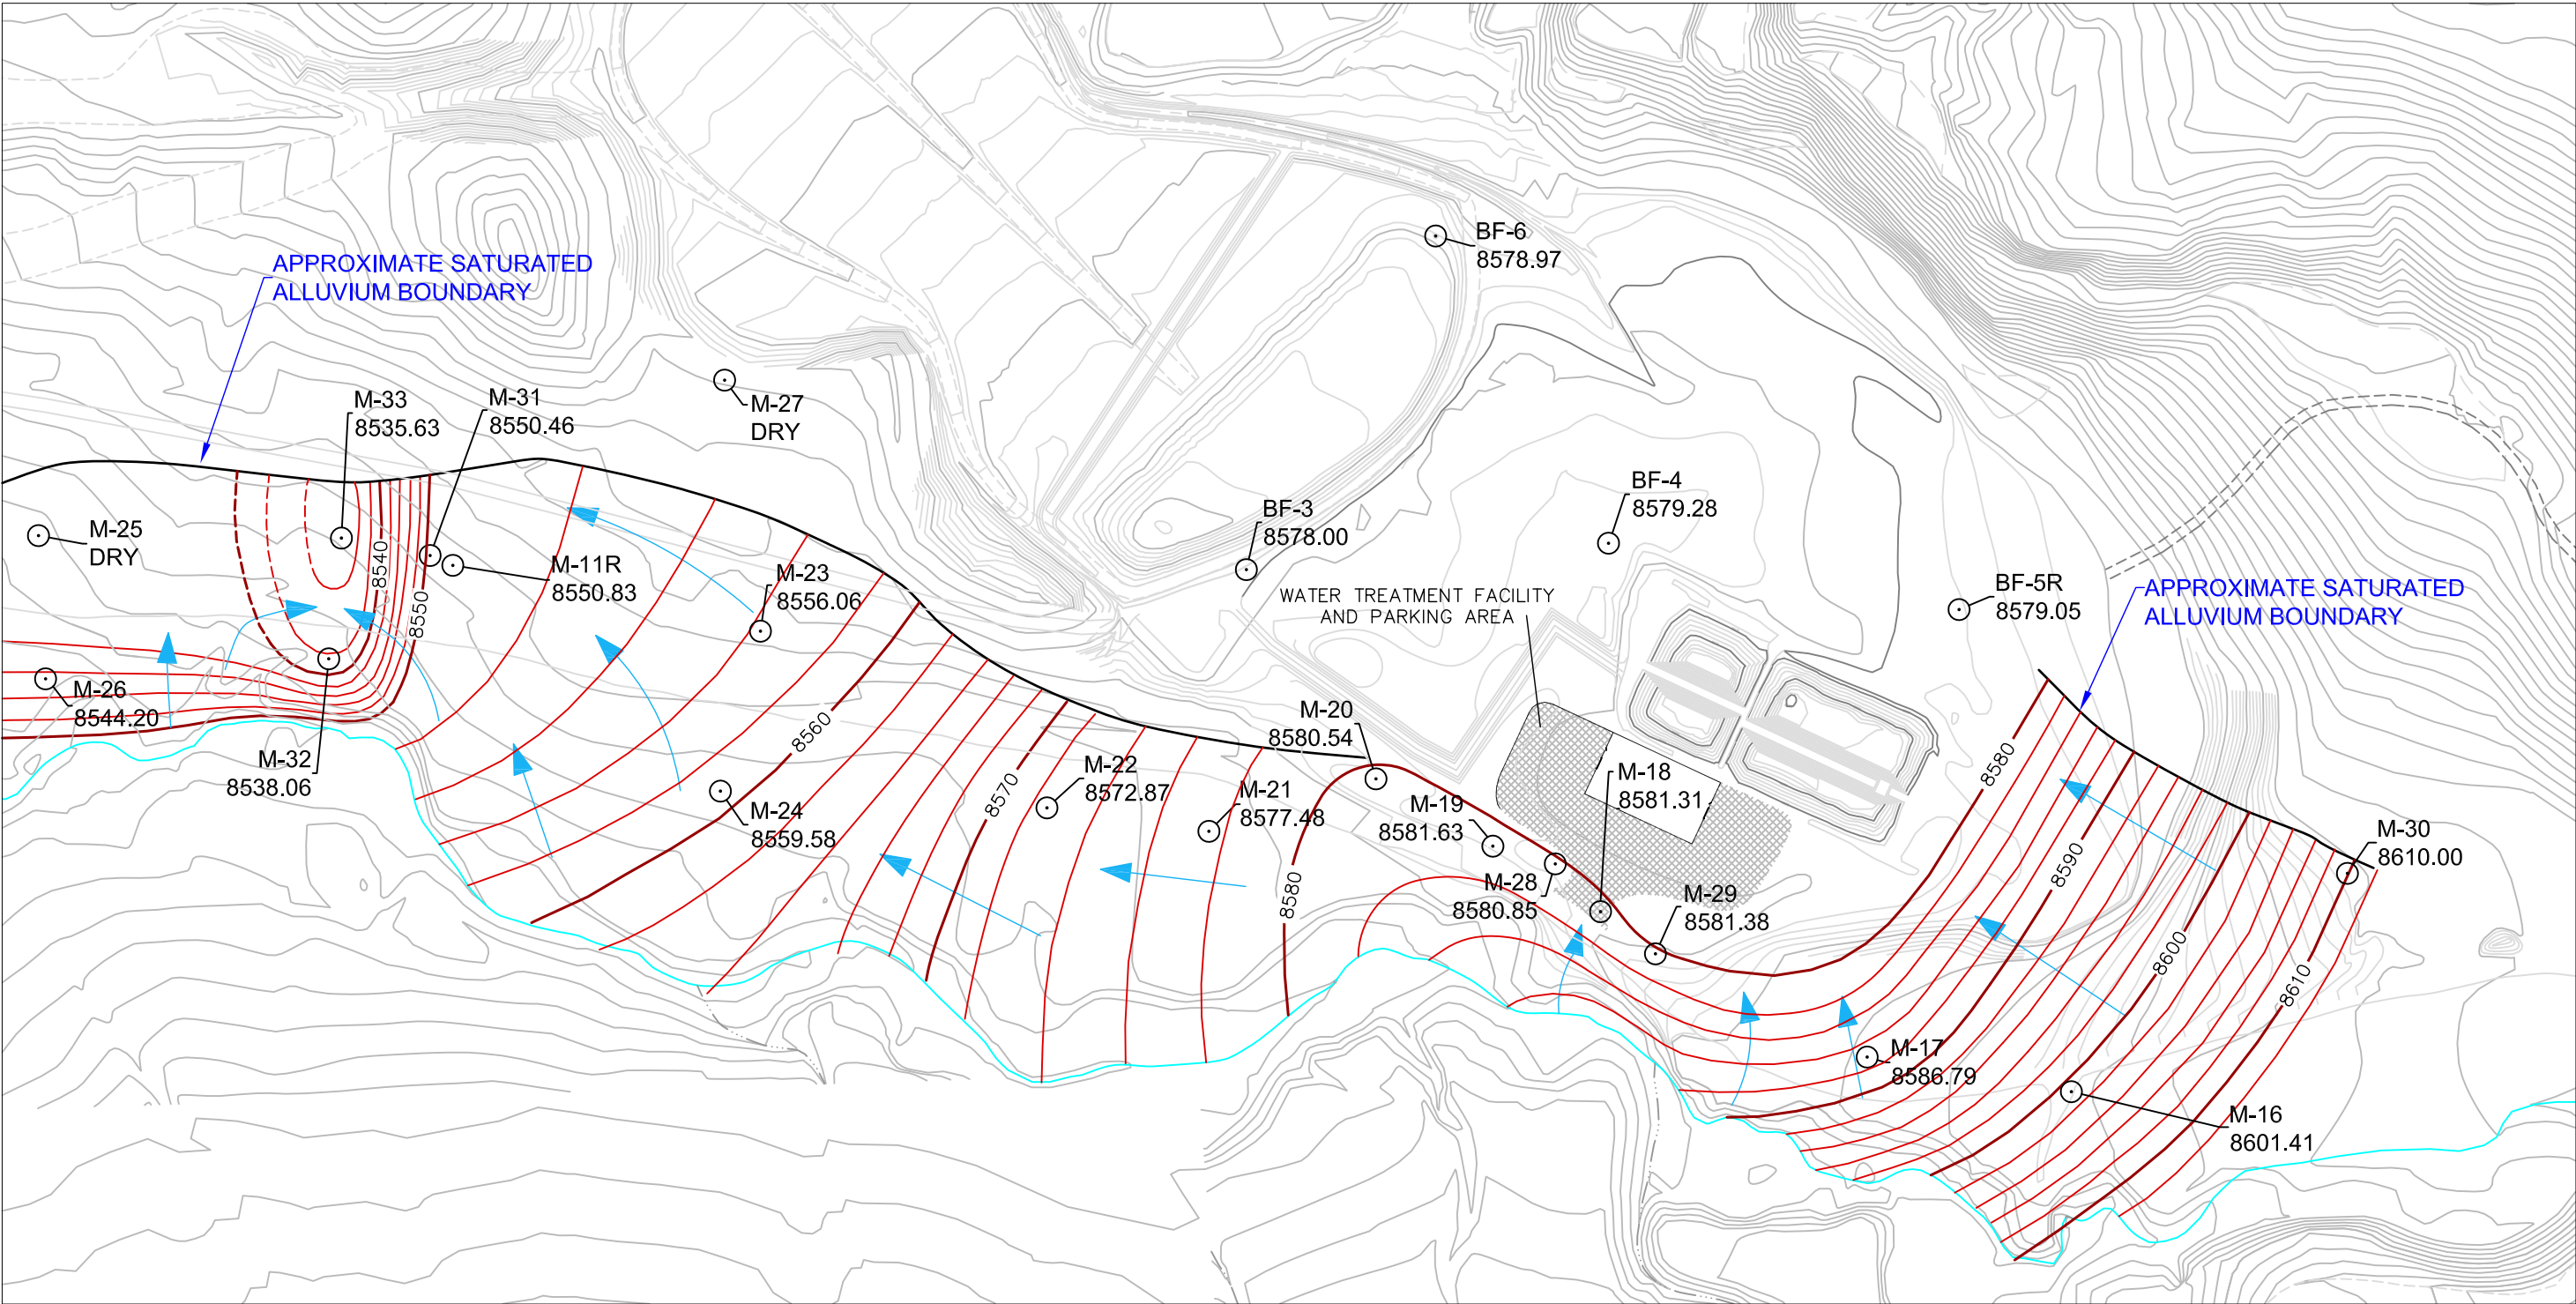 BF-6
8578.97
APPROXIMATE SATURATED
ALLUVIUM BOUNDARY
M-33
8535.63
M-31
8550.46
M-27
DRY
BF-4
8579.28
BF-3
8578.00
M-25
DRY
M-11R
8550.83
M-23
8556.06
8540
8550
WATER TREATMENT FACILITY
AND PARKING AREA
BF-5R
8579.05
APPROXIMATE SATURATED
ALLUVIUM BOUNDARY
M-26
8544.20
M-32
8538.06
8560
M-20
8580.54
M-22
8572.87
8570
M-21
8577.48
M-24
8559.58
M-19
8581.63
M-18
8581.31
8580
8580
M-28
8580.85
M-29
8581.38
8590
M-30
8610.00
8600
8610
M-17
8586.79
M-16
8601.41